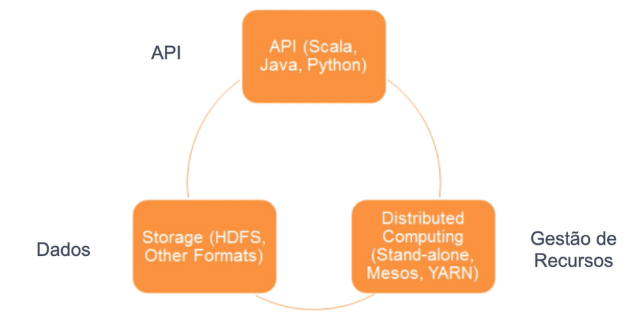 API
API (Scala,
Java, Python)
Dados
Storage (HDFS,
Other Formats)
Distributed
Computing
(Stand-alone,
Mesos, YARN)
Gestão de
Recursos